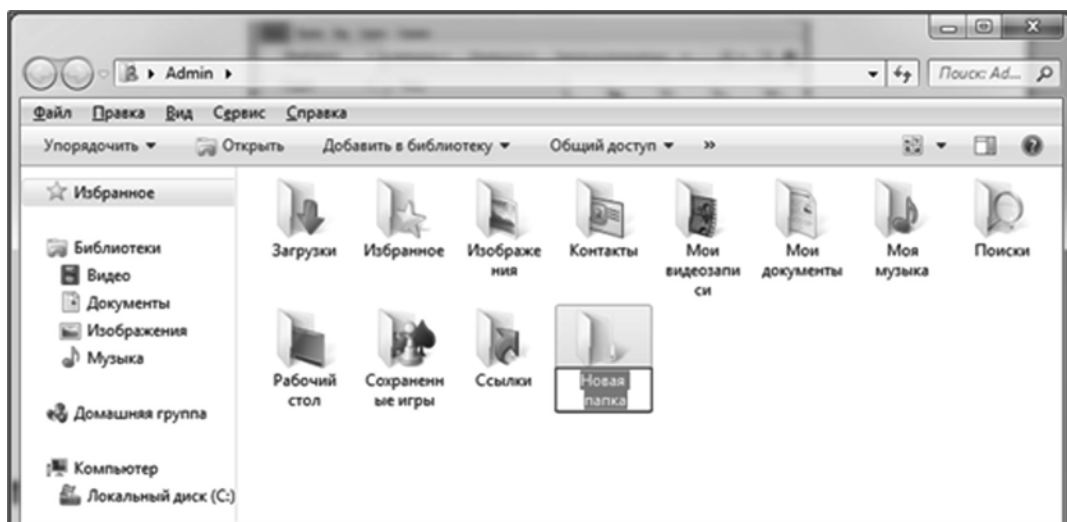 Admin
Поиск: Ad...
Файл Правка Вид Сервис Справка
Упорядочить Открыть Добавить в библиотеку Общий доступ »
Избранное
Библиотеки
Видео
Документы
Изображения
Музыка
Домашняя группа
Компьютер
Локальный диск (C:)
Загрузки Избранное Изображе Контакты Мои Мои Моя Поиски
ния видеозапи документы музыка
си
Рабочий Сохраненн Ссылки Новая
стол ые игры папка